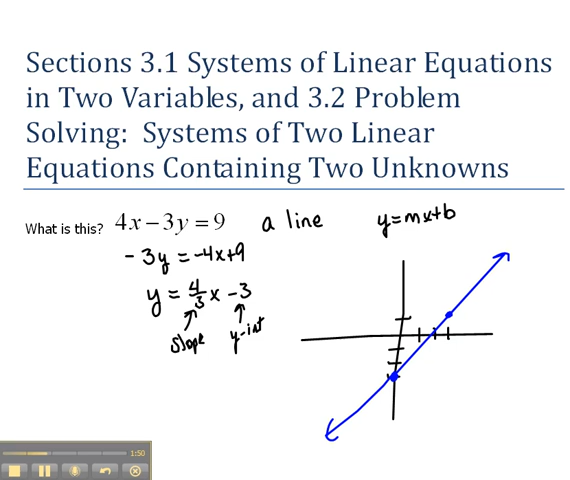 Sections 3.1 Systems of Linear Equations
in Two Variables, and 3.2 Problem
Solving:  Systems of Two Linear
Equations Containing Two Unknowns
What is this? 4x − 3y = 9 a line y=mx+b
- 3y = -4x+9
y = 4/3 x - 3
slope y-int
1:50